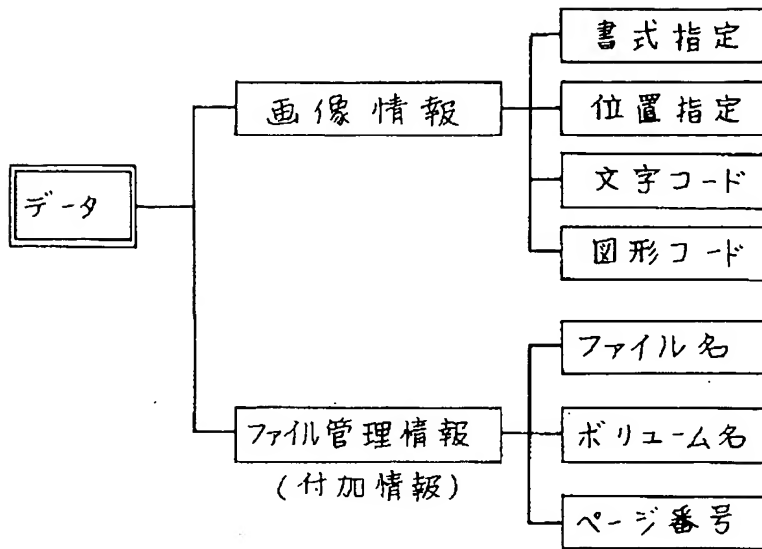 データ
画像情報
書式指定
位置指定
文字コード
図形コード
ファイル管理情報
(付加情報)
ファイル名
ボリューム名
ページ番号